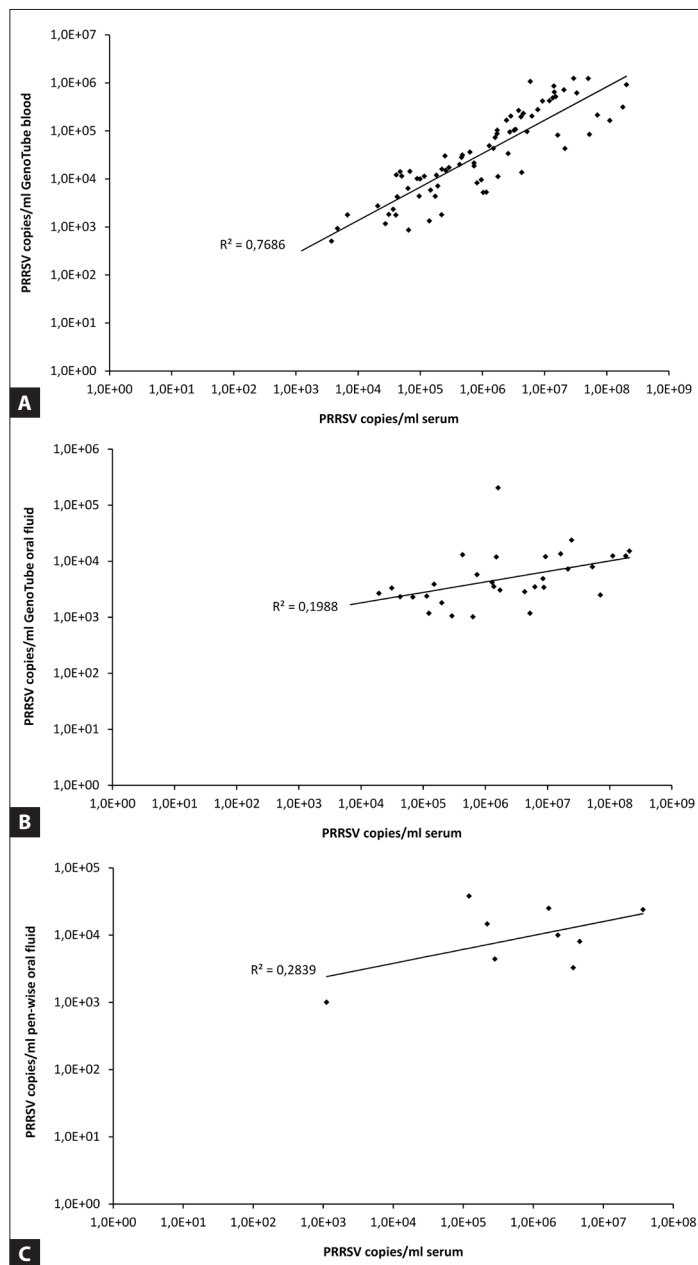 1,0E+07
1,0E+06
1,0E+05
1,0E+04
1,0E+03
1,0E+02
1,0E+01
1,0E+00
PRRSV copies/ml GenoTube blood
R² = 0,7686
1,0E+00 1,0E+01 1,0E+02 1,0E+03 1,0E+04 1,0E+05 1,0E+06 1,0E+07 1,0E+08 1,0E+09
A
PRRSV copies/ml serum
1,0E+06
1,0E+05
1,0E+04
1,0E+03
1,0E+02
1,0E+01
1,0E+00
PRRSV copies/ml GenoTube oral fluid
R² = 0,1988
1,0E+00 1,0E+01 1,0E+02 1,0E+03 1,0E+04 1,0E+05 1,0E+06 1,0E+07 1,0E+08 1,0E+09
B
PRRSV copies/ml serum
1,0E+05
1,0E+04
1,0E+03
1,0E+02
1,0E+01
1,0E+00
PRRSV copies/ml pen-wise oral fluid
R² = 0,2839
1,0E+00 1,0E+01 1,0E+02 1,0E+03 1,0E+04 1,0E+05 1,0E+06 1,0E+07 1,0E+08
C
PRRSV copies/ml serum